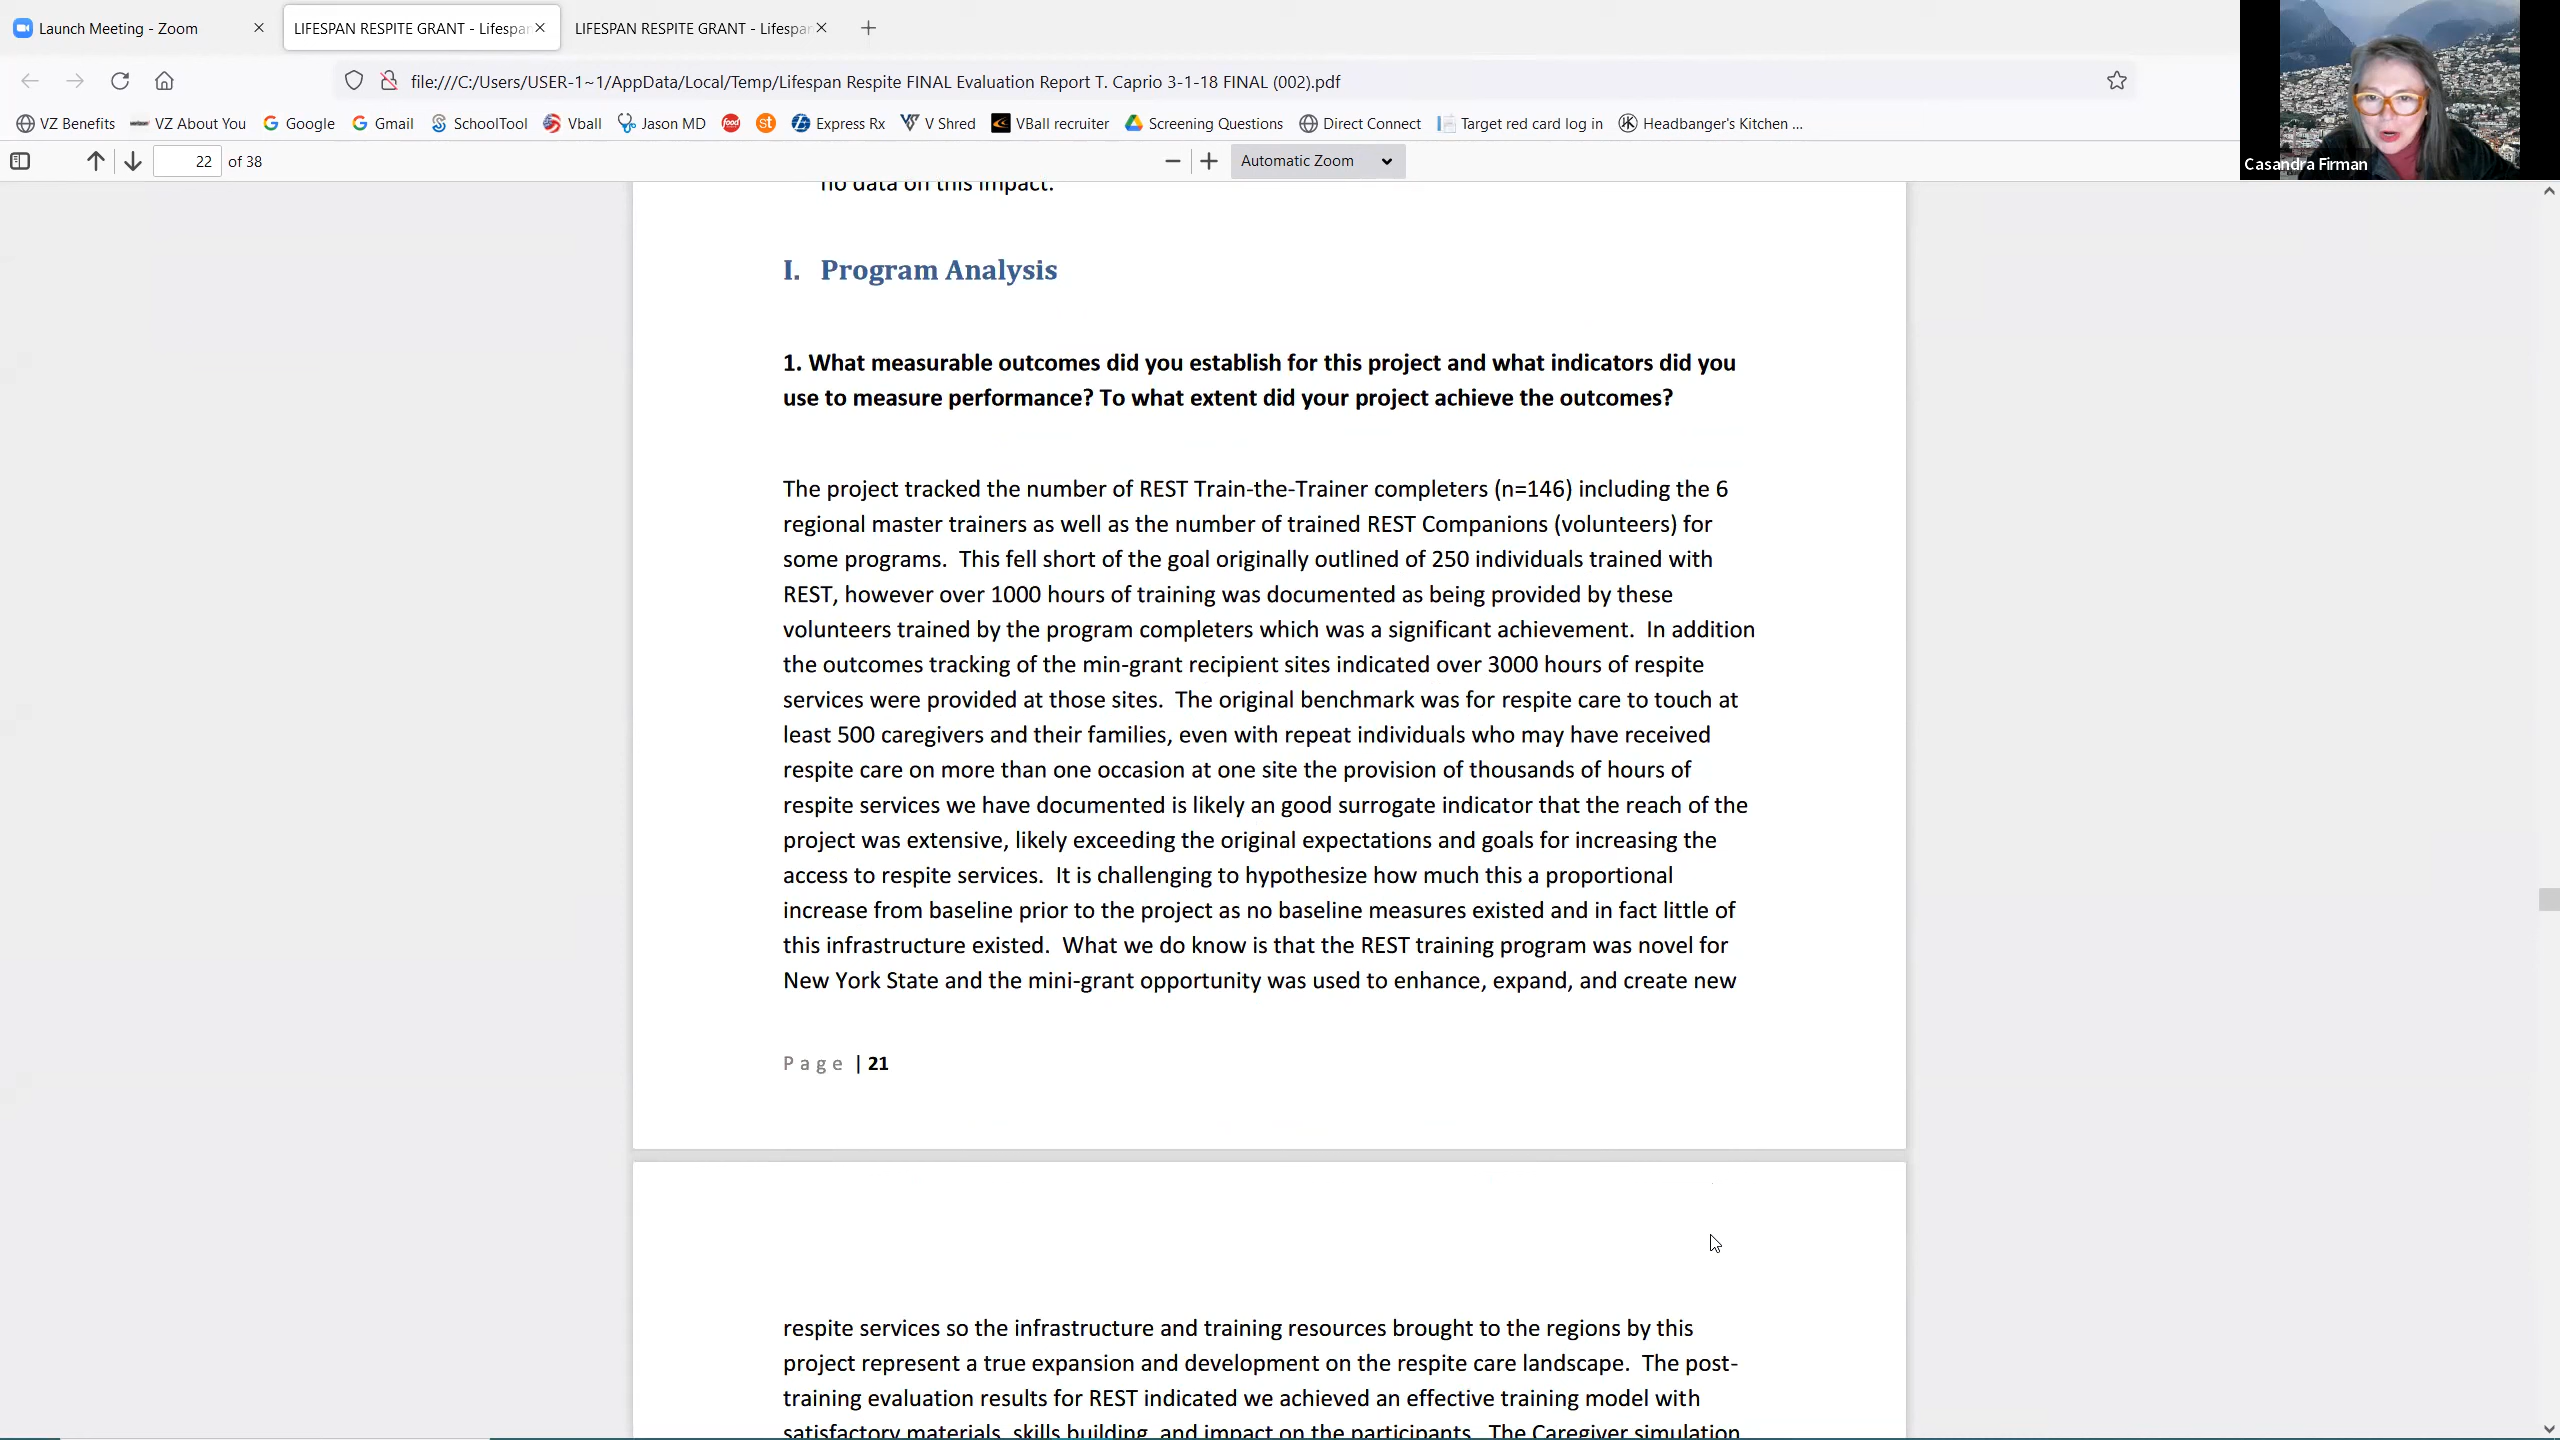 Launch Meeting - Zoom
LIFESPAN RESPITE GRANT - Lifespan
LIFESPAN RESPITE GRANT - Lifespan
file:///C:/Users/USER-1~1/AppData/Local/Temp/Lifespan Respite FINAL Evaluation Report T. Caprio 3-1-18 FINAL (002).pdf
VZ Benefits VZ About You Google Gmail SchoolTool Vball Jason MD food st Express Rx V Shred VBall recruiter Screening Questions Direct Connect Target red card log in Headbanger's Kitchen ...
22 of 38
Automatic Zoom
Casandra Firman
no data on this impact.
I. Program Analysis
1. What measurable outcomes did you establish for this project and what indicators did you
use to measure performance? To what extent did your project achieve the outcomes?
The project tracked the number of REST Train-the-Trainer completers (n=146) including the 6
regional master trainers as well as the number of trained REST Companions (volunteers) for
some programs. This fell short of the goal originally outlined of 250 individuals trained with
REST, however over 1000 hours of training was documented as being provided by these
volunteers trained by the program completers which was a significant achievement. In addition
the outcomes tracking of the min-grant recipient sites indicated over 3000 hours of respite
services were provided at those sites. The original benchmark was for respite care to touch at
least 500 caregivers and their families, even with repeat individuals who may have received
respite care on more than one occasion at one site the provision of thousands of hours of
respite services we have documented is likely an good surrogate indicator that the reach of the
project was extensive, likely exceeding the original expectations and goals for increasing the
access to respite services. It is challenging to hypothesize how much this a proportional
increase from baseline prior to the project as no baseline measures existed and in fact little of
this infrastructure existed. What we do know is that the REST training program was novel for
New York State and the mini-grant opportunity was used to enhance, expand, and create new
Page | 21
respite services so the infrastructure and training resources brought to the regions by this
project represent a true expansion and development on the respite care landscape. The post-
training evaluation results for REST indicated we achieved an effective training model with
satisfactory materials, skills building, and impact on the participants. The Caregiver simulation